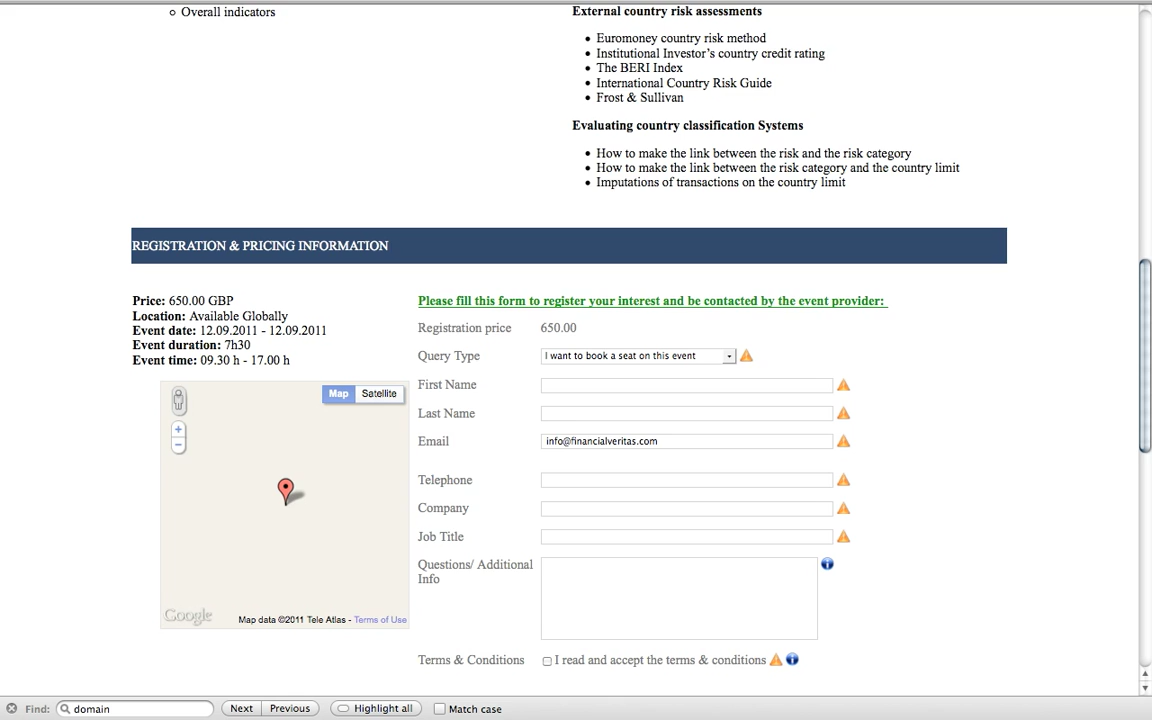 Overall indicators
External country risk assessments
Euromoney country risk method
Institutional Investor's country credit rating
The BERI Index
International Country Risk Guide
Frost & Sullivan
Evaluating country classification Systems
How to make the link between the risk and the risk category
How to make the link between the risk category and the country limit
Imputations of transactions on the country limit
REGISTRATION & PRICING INFORMATION
Price: 650.00 GBP
Location: Available Globally
Event date: 12.09.2011 - 12.09.2011
Event duration: 7h30
Event time: 09.30 h - 17.00 h
Map Satellite
Google
Map data ©2011 Tele Atlas - Terms of Use
Please fill this form to register your interest and be contacted by the event provider:
Registration price 650.00
Query Type I want to book a seat on this event
First Name
Last Name
Email info@financialveritas.com
Telephone
Company
Job Title
Questions/ Additional
Info
Terms & Conditions I read and accept the terms & conditions
Find: domain Next Previous Highlight all Match case